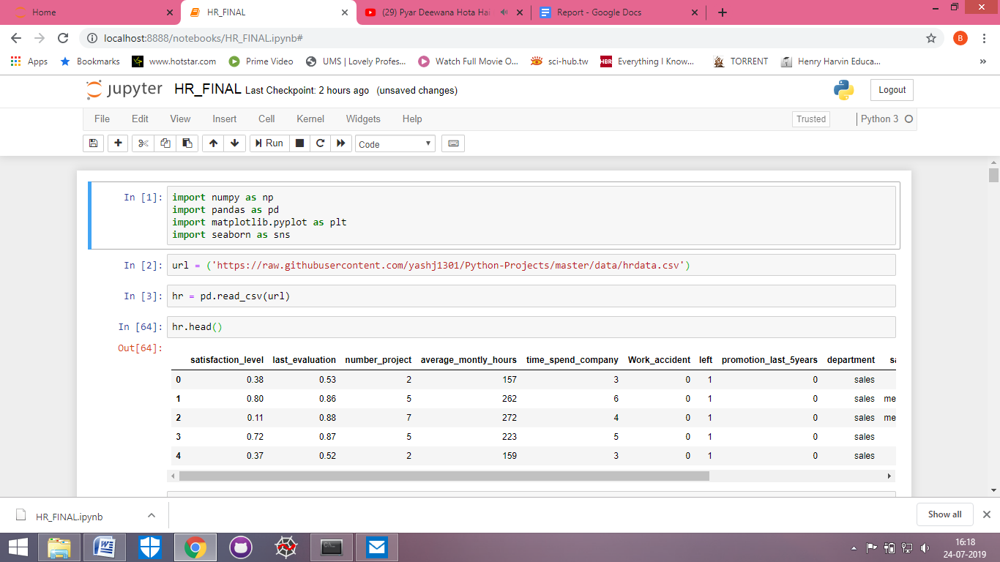 Home
HR_FINAL
(29) Pyar Deewana Hota Hai
Report - Google Docs
localhost:8888/notebooks/HR_FINAL.ipynb#
B
Apps Bookmarks www.hotstar.com Prime Video UMS | Lovely Profes... Watch Full Movie O... sci-hub.tw HBR Everything I Know... TORRENT Henry Harvin Educa... »
jupyter HR_FINAL Last Checkpoint: 2 hours ago (unsaved changes) Logout
File Edit View Insert Cell Kernel Widgets Help Trusted Python 3
Run Code
In [1]: import numpy as np
import pandas as pd
import matplotlib.pyplot as plt
import seaborn as sns
In [2]: url = ('https://raw.githubusercontent.com/yashj1301/Python-Projects/master/data/hrdata.csv')
In [3]: hr = pd.read_csv(url)
In [64]: hr.head()
Out[64]:
satisfaction_level last_evaluation number_project average_montly_hours time_spend_company Work_accident left promotion_last_5years department sa
0 0.38 0.53 2 157 3 0 1 0 sales
1 0.80 0.86 5 262 6 0 1 0 sales me
2 0.11 0.88 7 272 4 0 1 0 sales me
3 0.72 0.87 5 223 5 0 1 0 sales
4 0.37 0.52 2 159 3 0 1 0 sales
HR_FINAL.ipynb Show all
16:18
24-07-2019